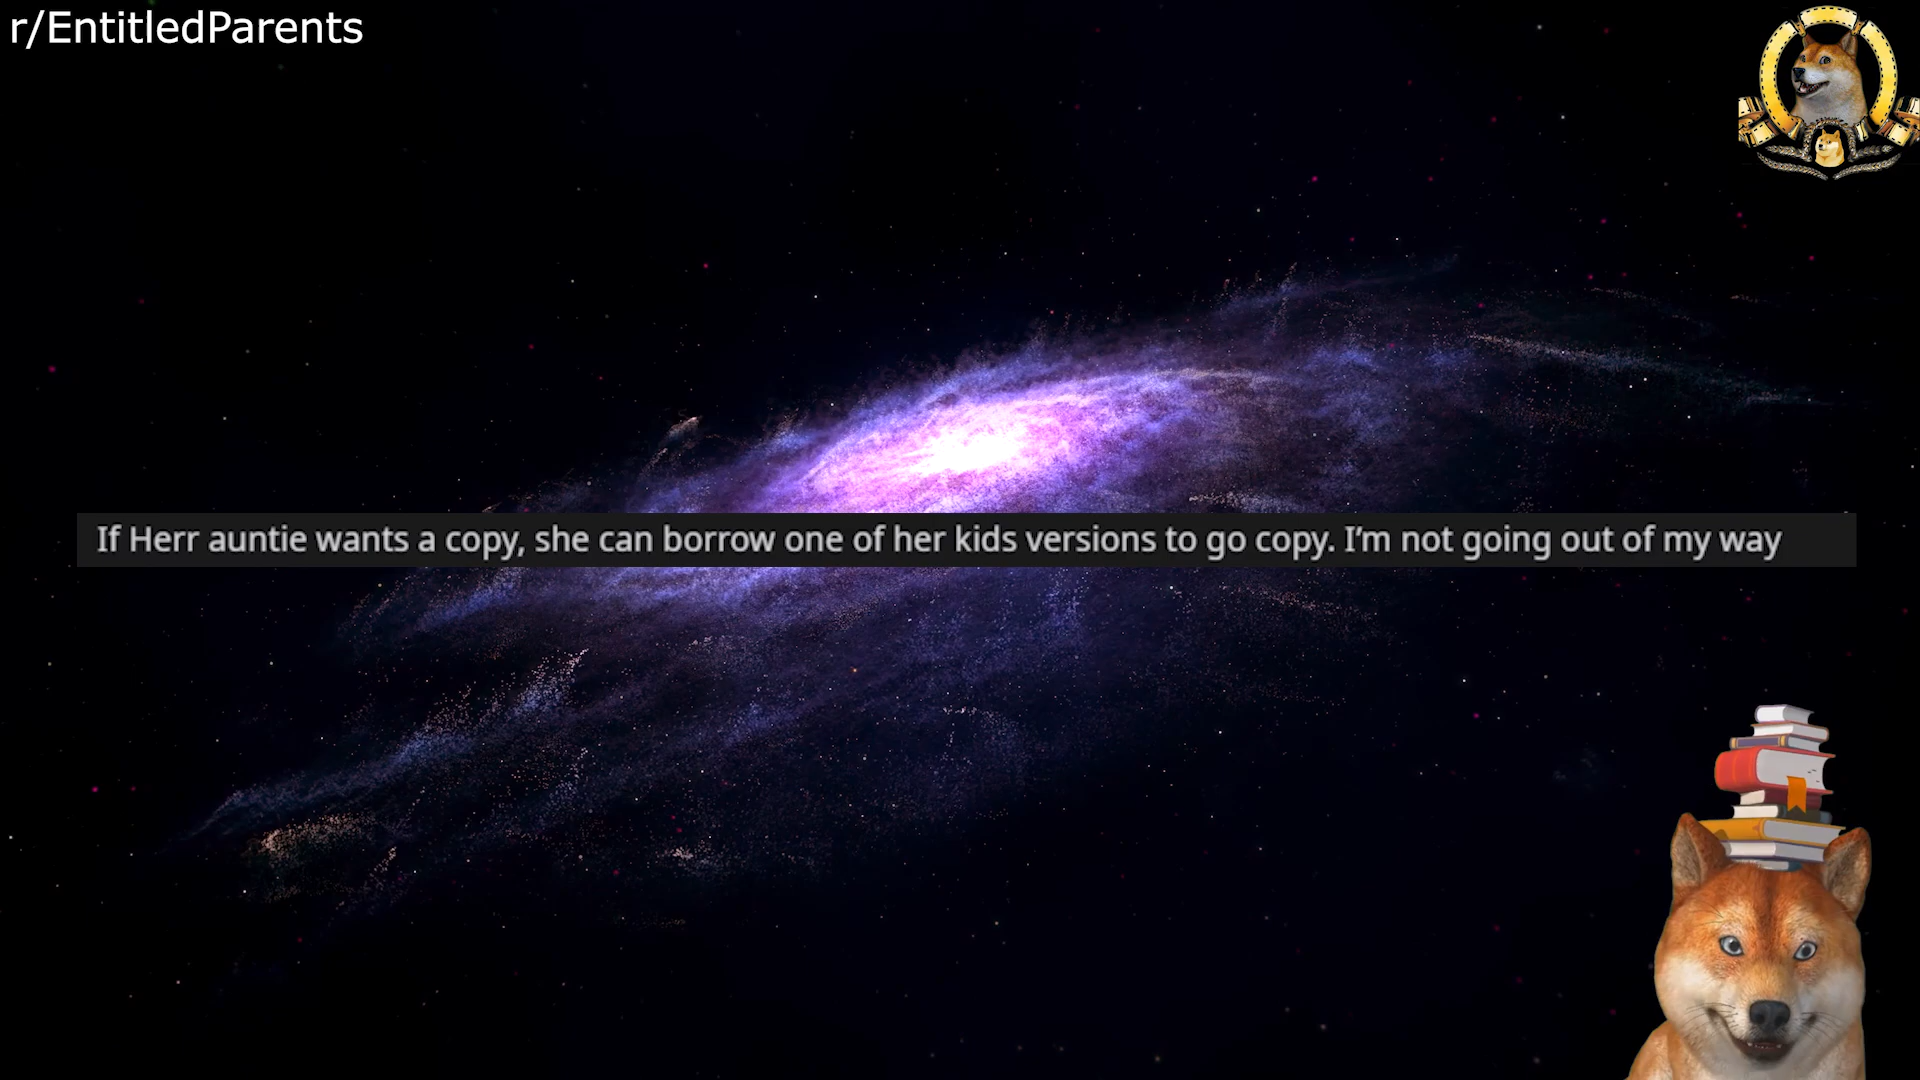 r/EntitledParents
If Herr auntie wants a copy, she can borrow one of her kids versions to go copy. I’m not going out of my way